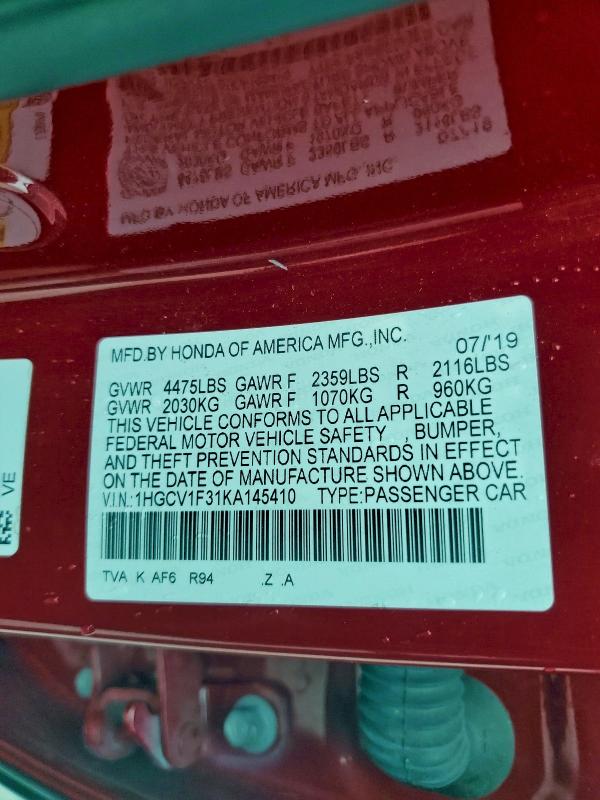 MFD.BY HONDA OF AMERICA MFG.,INC. 07/'19
GVWR 4475LBS GAWR F 2359LBS R 2116LBS
GVWR 2030KG GAWR F 1070KG R 960KG
THIS VEHICLE CONFORMS TO ALL APPLICABLE
FEDERAL MOTOR VEHICLE SAFETY , BUMPER,
AND THEFT PREVENTION STANDARDS IN EFFECT
ON THE DATE OF MANUFACTURE SHOWN ABOVE.
V.I.N.:1HGCV1F31KA145410 TYPE:PASSENGER CAR
TVA K AF6 R94 .Z .A
VE